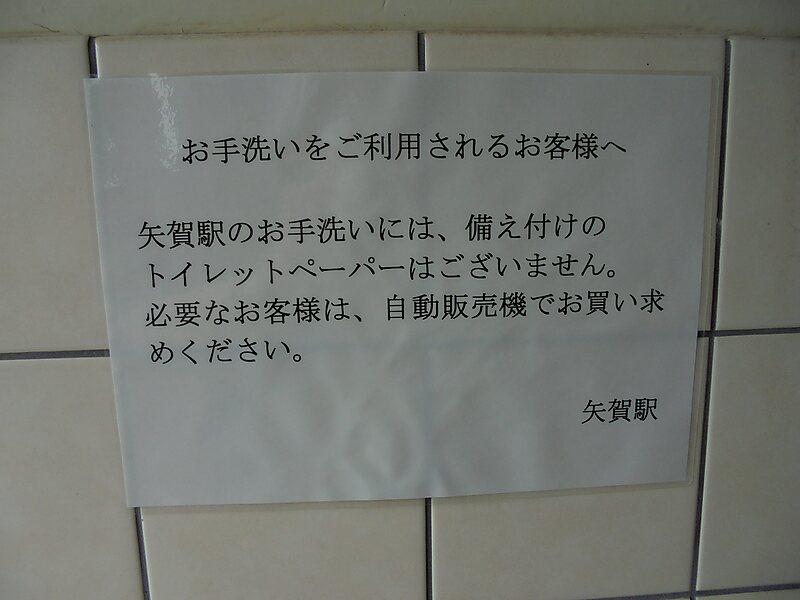 お手洗いをご利用されるお客様へ
矢賀駅のお手洗いには、備え付けの
トイレットペーパーはございません。
必要なお客様は、自動販売機でお買い求
めください。
矢賀駅